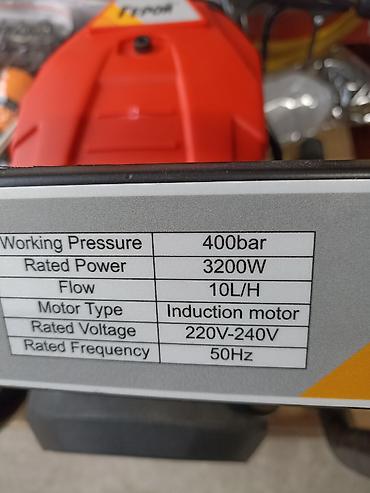 Working Pressure 400bar
Rated Power 3200W
Flow 10L/H
Motor Type Induction motor
Rated Voltage 220V-240V
Rated Frequency 50Hz